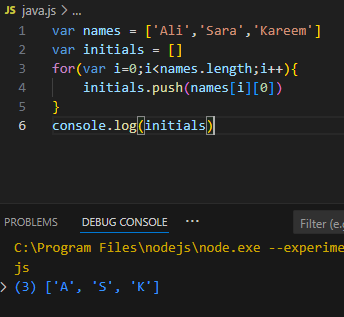 JS java.js > ...
1 var names = ['Ali','Sara','Kareem']
2 var initials = []
3 for(var i=0;i<names.length;i++){
4 initials.push(names[i][0])
5 }
6 console.log(initials)
PROBLEMS DEBUG CONSOLE ... Filter (e.g
C:\Program Files\nodejs\node.exe --experime
js
> (3) ['A', 'S', 'K']